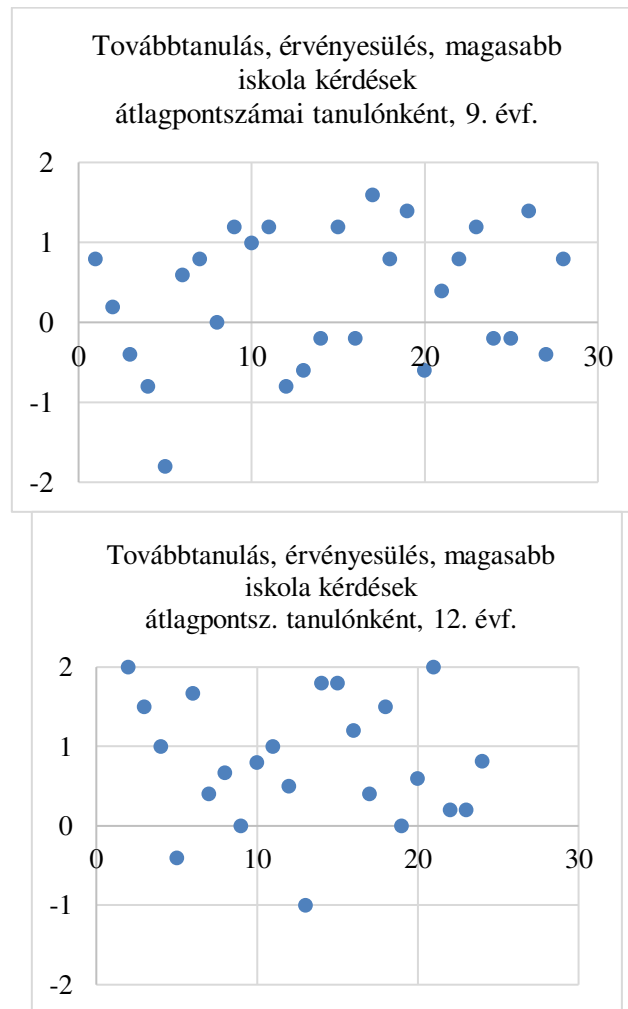 Továbbtanulás, érvényesülés, magasabb
iskola kérdések
átlagpontszámai tanulónként, 9. évf.
2
1
0
0 10 20 30
-1
-2
Továbbtanulás, érvényesülés, magasabb
iskola kérdések
átlagpontsz. tanulónként, 12. évf.
2
1
0
0 10 20 30
-1
-2